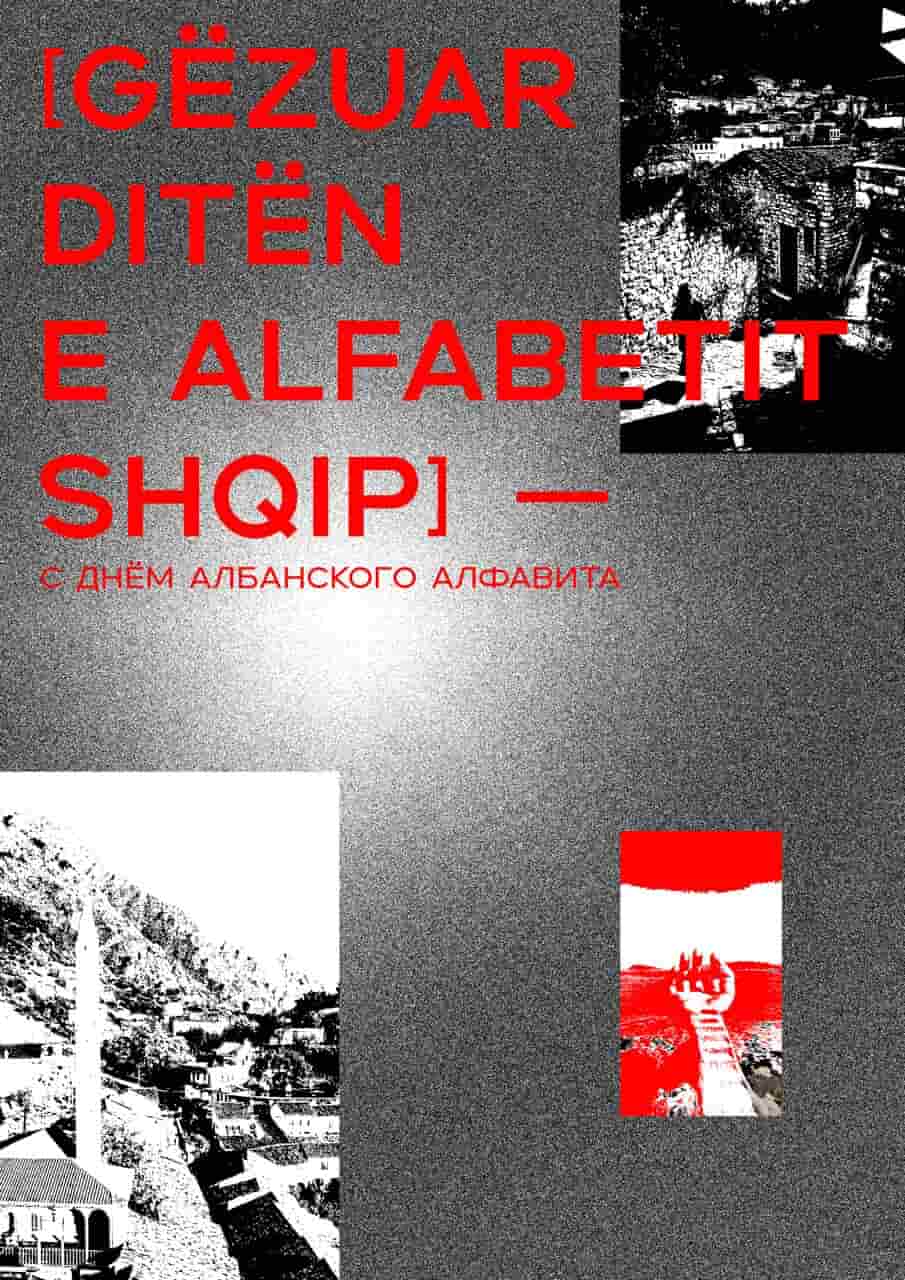 [GËZUAR
DITËN
E ALFABETIT
SHQIP] —
С ДНЁМ АЛБАНСКОГО АЛФАВИТА